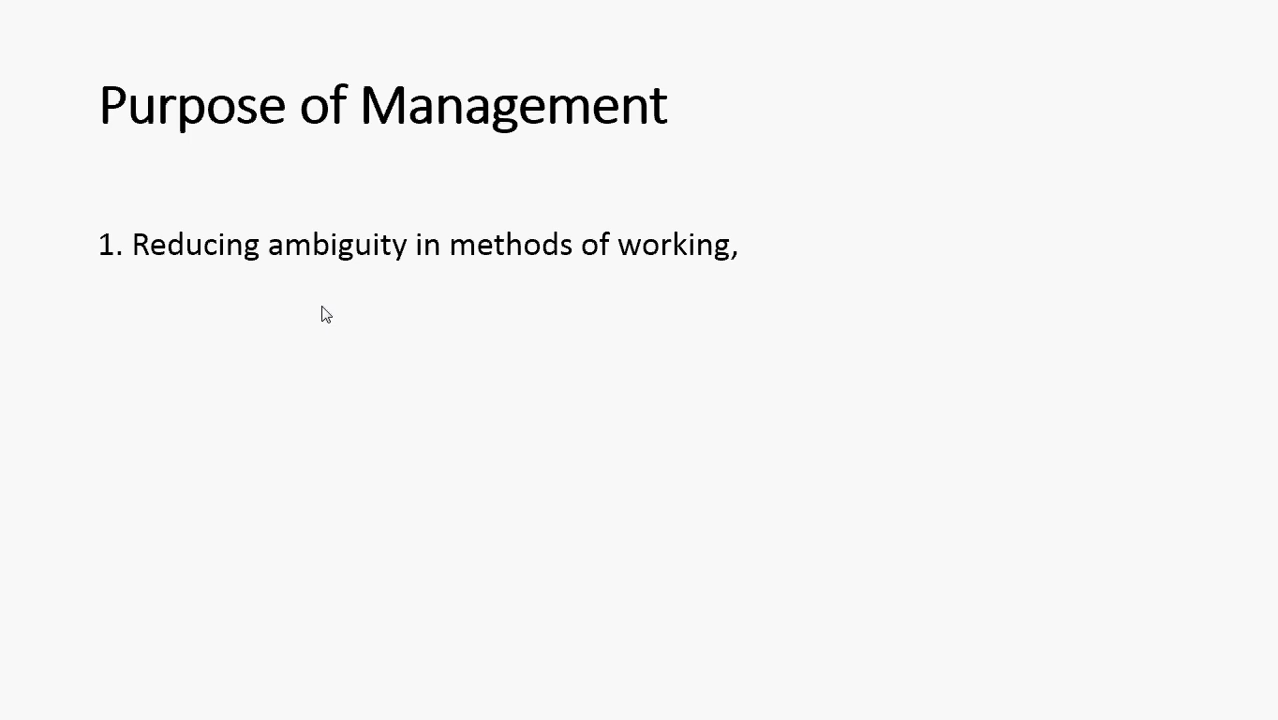 Purpose of Management
1. Reducing ambiguity in methods of working,